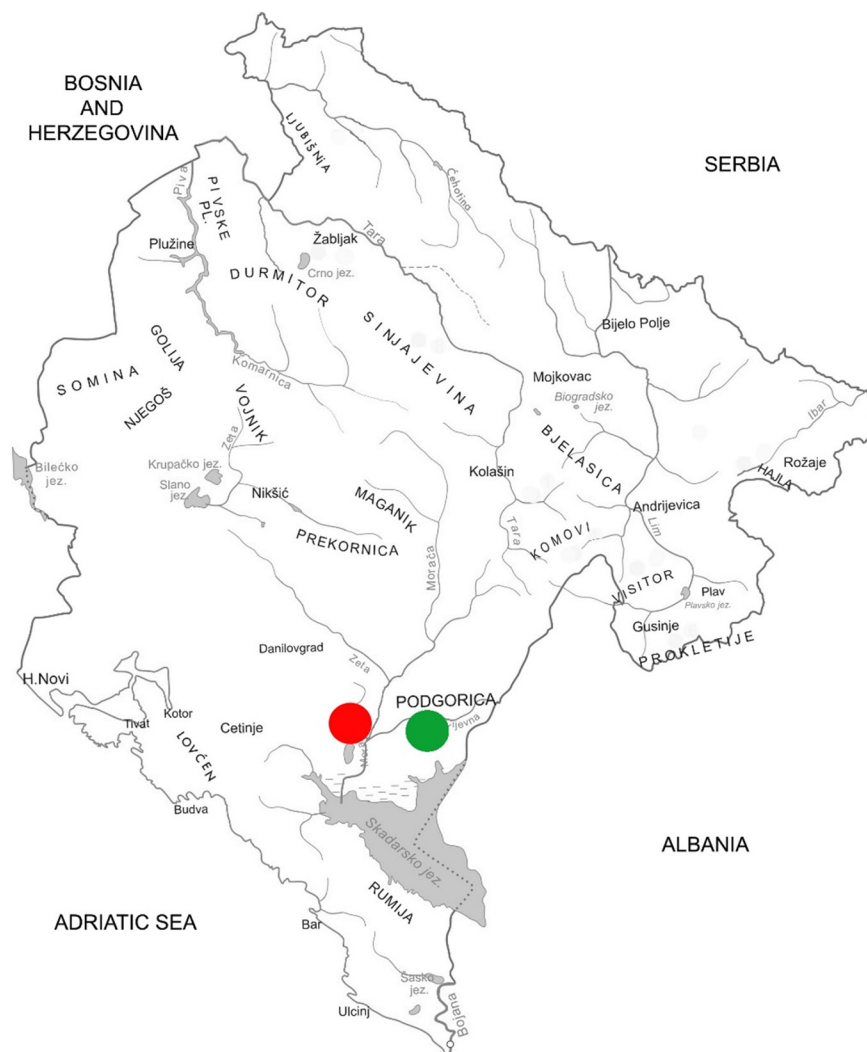 BOSNIA
AND
HERZEGOVINA
SERBIA
LJUBIŠNJA
Čehotina
Piva
PIVSKE
PL.
Tara
Plužine
Žabljak
Crno jez.
DURMITOR
SINJAJEVINA
Bijelo Polje
GOLIJA
SOMINA
NJEGOŠ
Komarnica
VOJNIK
Zeta
Mojkovac
Biogradsko
jez.
BJELASICA
Ibar
Bilećko
jez.
Krupačko jez.
Slano
jez.
Nikšić
Kolašin
Rožaje
HAJLA
MAGANIK
PREKORNICA
Andrijevica
Lim
Tara
KOMOVI
Morača
VISITOR
Plav
Plavsko jez.
Gusinje
PROKLETIJE
Danilovgrad
Zeta
H.Novi
PODGORICA
Kotor
Tivat
Cetinje
LOVĆEN
Budva
Skadarsko jez.
ALBANIA
RUMIJA
ADRIATIC SEA
Bar
Šasko
jez.
Ulcinj
Bojana